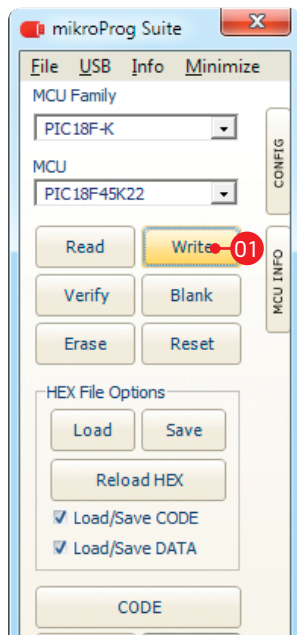 mikroProg Suite
File USB Info Minimize
MCU Family
PIC18F-K
CONFIG
MCU
PIC18F45K22
MCU INFO
Read Write 01
Verify Blank
Erase Reset
HEX File Options
Load Save
Reload HEX
Load/Save CODE
Load/Save DATA
CODE